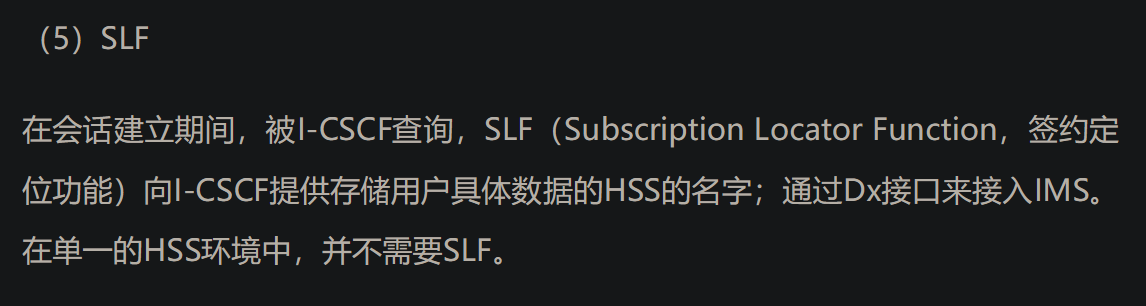 （5）SLF
在会话建立期间，被I-CSCF查询，SLF（Subscription Locator Function，签约定
位功能）向I-CSCF提供存储用户具体数据的HSS的名字；通过Dx接口来接入IMS。
在单一的HSS环境中，并不需要SLF。